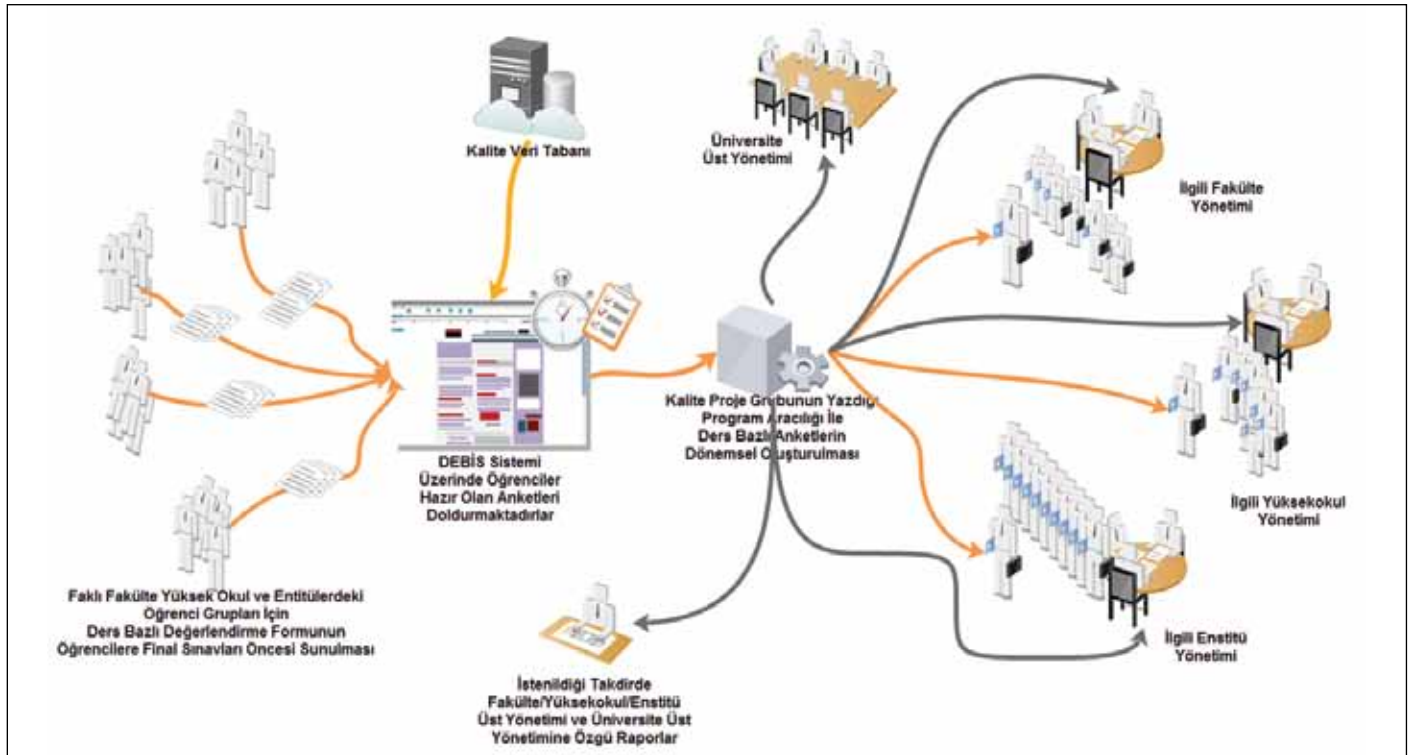 Kalite Veri Tabanı
Üniversite
Üst Yönetimi
İlgili Fakülte
Yönetimi
Kalite Proje Grubunun Yazdığı
Program Aracılığı İle
Ders Bazlı Anketlerin
Dönemsel Oluşturulması
DEBİS Sistemi
Üzerinde Öğrenciler
Hazır Olan Anketleri
Doldurmaktadırlar
İlgili Yüksekokul
Yönetimi
Faklı Fakülte Yüksek Okul ve Entitülerdeki
Öğrenci Grupları İçin
Ders Bazlı Değerlendirme Formunun
Öğrencilere Final Sınavları Öncesi Sunulması
İlgili Enstitü
Yönetimi
İstenildiği Takdirde
Fakülte/Yüksekokul/Enstitü
Üst Yönetimi ve Üniversite Üst
Yönetimine Özgü Raporlar